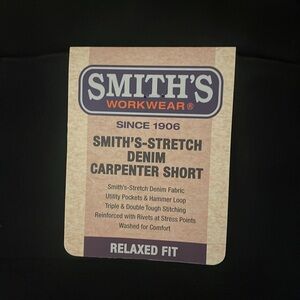 SMITH'S
WORKWEAR®
SINCE 1906
SMITH'S-STRETCH
DENIM
CARPENTER SHORT
Smith's-Stretch Denim Fabric
Utility Pockets & Hammer Loop
Triple & Double Tough Stitching
Reinforced with Rivets at Stress Points
Washed for Comfort
RELAXED FIT